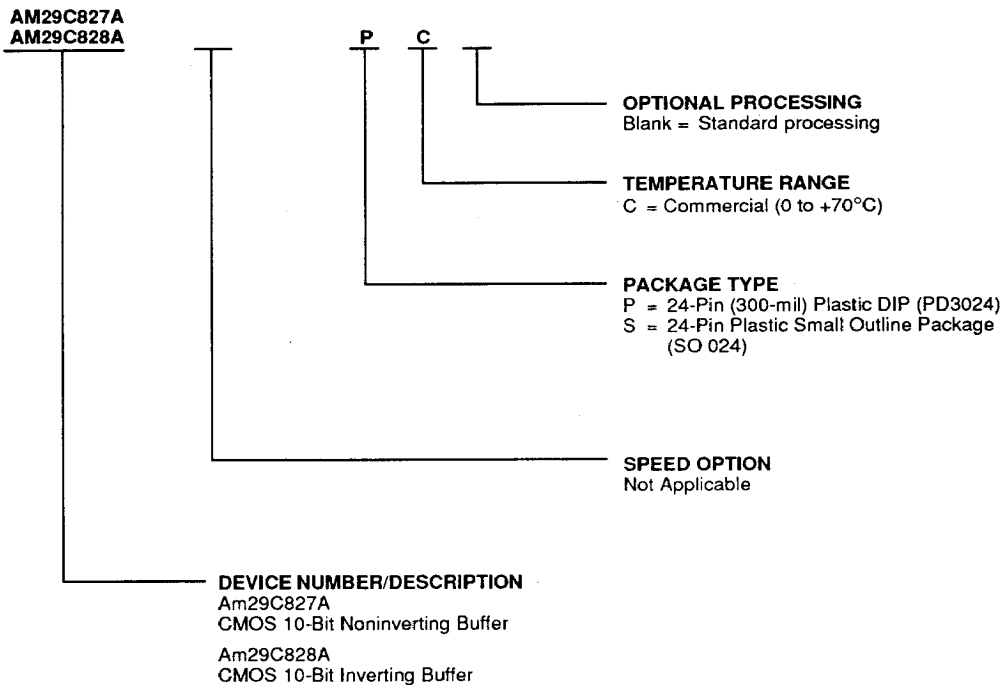 AM29C827A
AM29C828A
P C
OPTIONAL PROCESSING
Blank = Standard processing
TEMPERATURE RANGE
C = Commercial (0 to +70°C)
PACKAGE TYPE
P = 24-Pin (300-mil) Plastic DIP (PD3024)
S = 24-Pin Plastic Small Outline Package
(SO 024)
SPEED OPTION
Not Applicable
DEVICE NUMBER/DESCRIPTION
Am29C827A
CMOS 10-Bit Noninverting Buffer
Am29C828A
CMOS 10-Bit Inverting Buffer